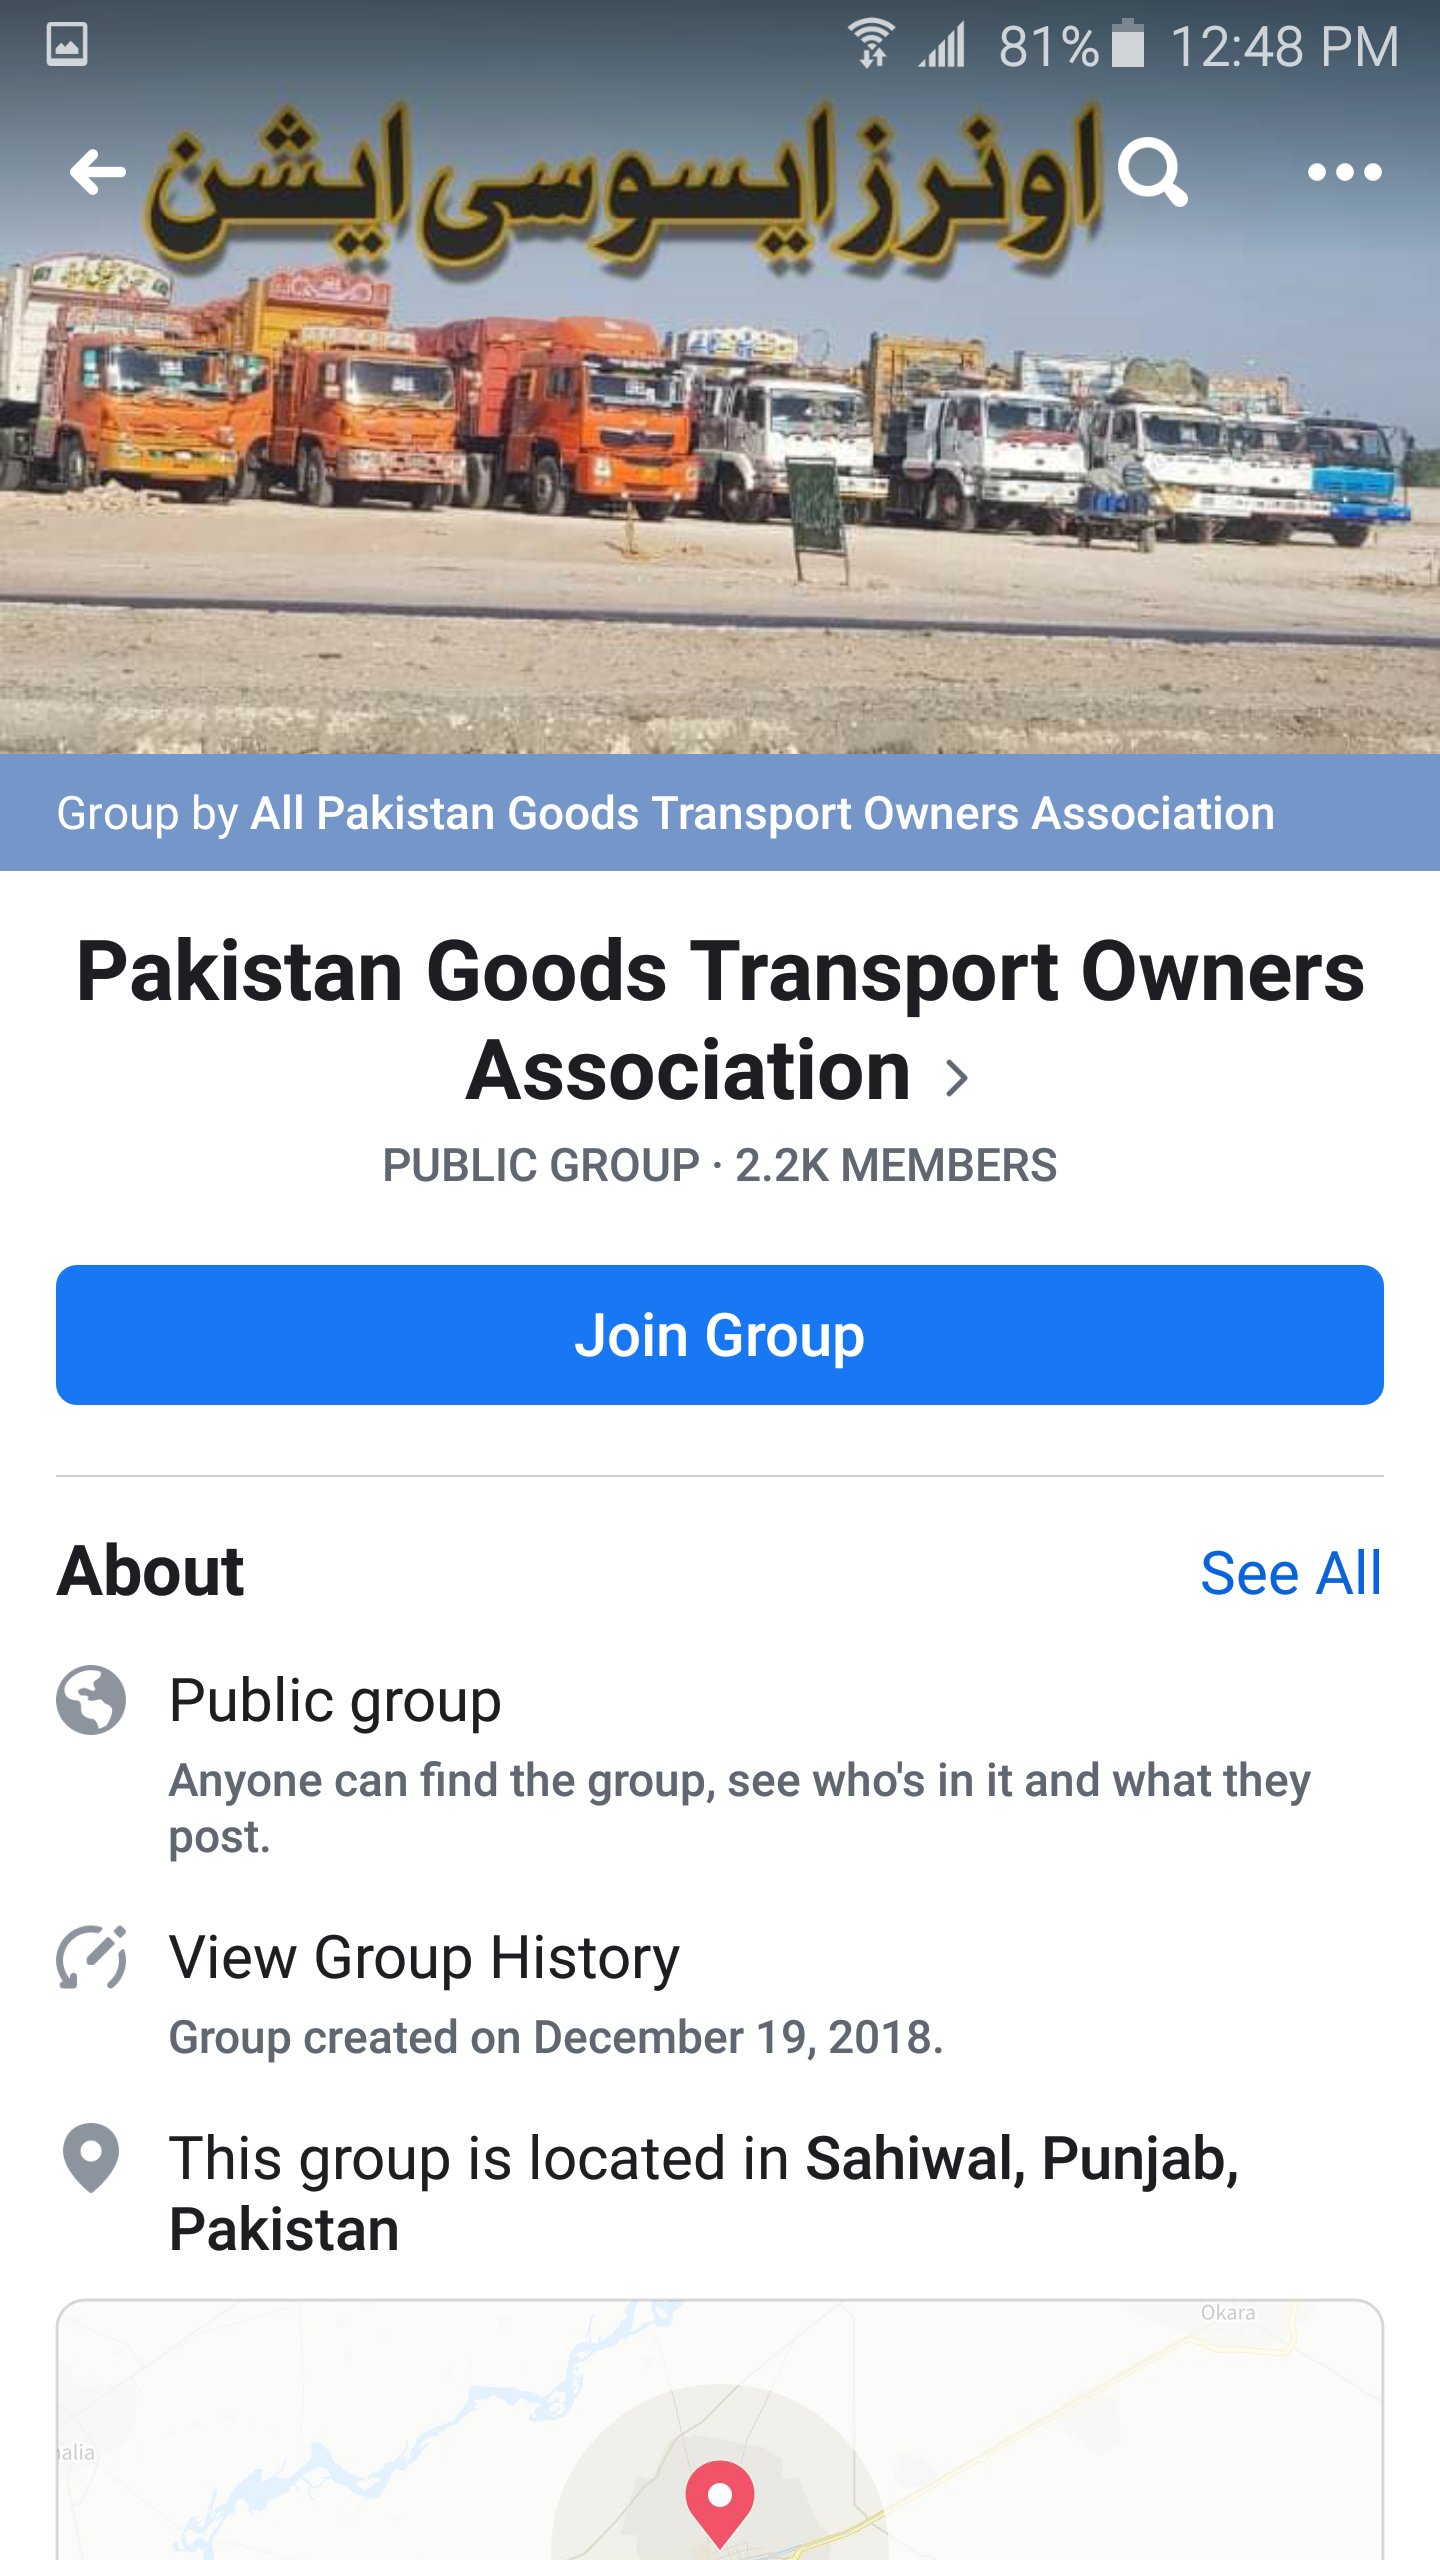 81% 12:48 PM
اونرز ایسوسی ایشن
Group by All Pakistan Goods Transport Owners Association
Pakistan Goods Transport Owners
Association
PUBLIC GROUP · 2.2K MEMBERS
Join Group
About
See All
Public group
Anyone can find the group, see who's in it and what they
post.
View Group History
Group created on December 19, 2018.
This group is located in Sahiwal, Punjab,
Pakistan
Okara